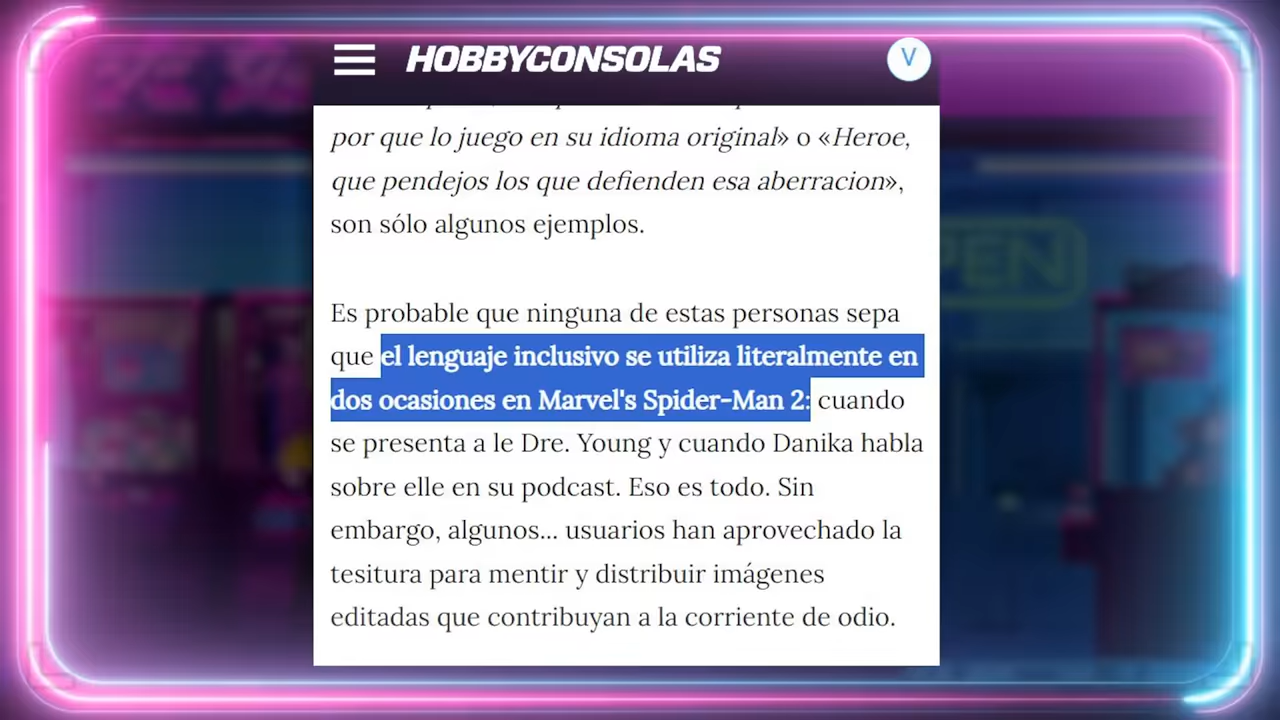 HOBBYCONSOLAS
V
por que lo juego en su idioma original» o «Heroe,
que pendejos los que defienden esa aberracion»,
son sólo algunos ejemplos.
Es probable que ninguna de estas personas sepa
que el lenguaje inclusivo se utiliza literalmente en
dos ocasiones en Marvel's Spider-Man 2: cuando
se presenta a le Dre. Young y cuando Danika habla
sobre elle en su podcast. Eso es todo. Sin
embargo, algunos... usuarios han aprovechado la
tesitura para mentir y distribuir imágenes
editadas que contribuyan a la corriente de odio.
PEN